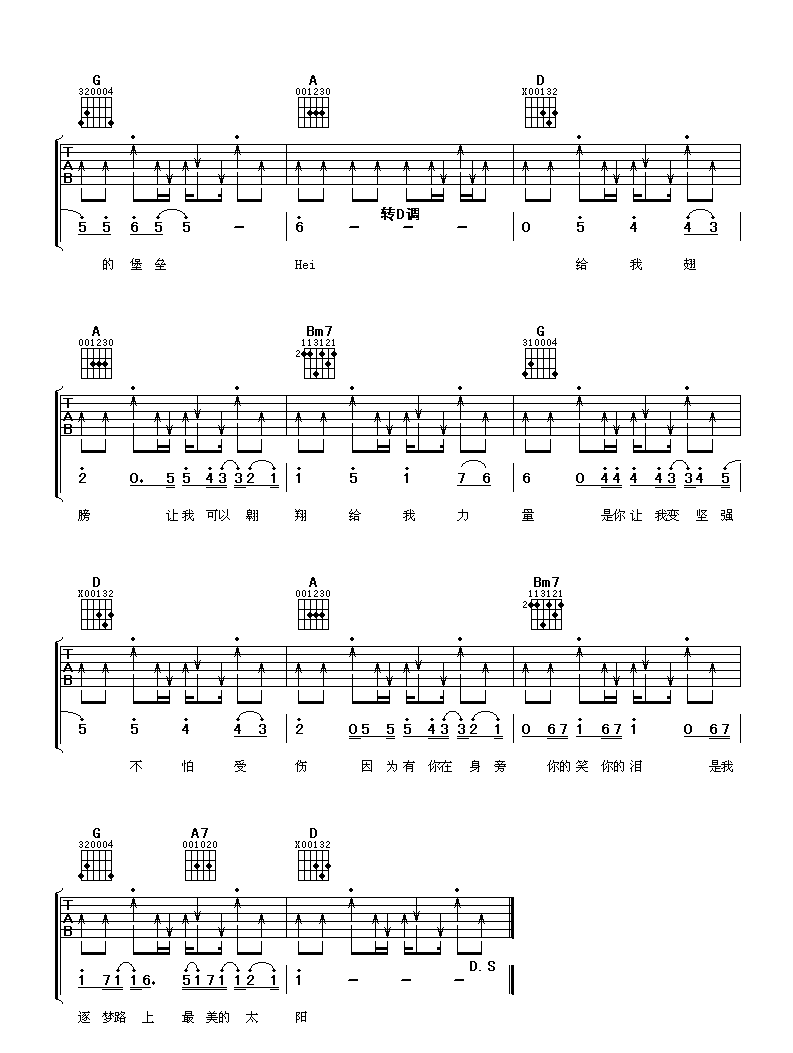 G A D
320004 001230 X00132
T
A
B
转D调
5 5 6 5 5 - 6 - - - 0 5 4 4 3
的 堡 垒 Hei 给 我 翅
A Bm7 G
001230 2 113121 310004
T
A
B
2 0. 5 5 4 3 3 2 1 1 5 1 7 6 6 0 4 4 4 4 3 3 4 5
膀 让 我 可 以 翱 翔 给 我 力 量 是 你 让 我 变 坚 强
D A Bm7
X00132 001230 2 113121
T
A
B
5 5 4 4 3 2 0 5 5 5 4 3 3 2 1 0 6 7 1 6 7 1 0 6 7
不 怕 受 伤 因 为 有 你 在 身 旁 你 的 笑 你 的 泪 是 我
G A7 D
320004 001020 X00132
T
A
B
D.S
1 7 1 1 6. 5 1 7 1 1 2 1 1 - - -
逐 梦 路 上 最 美 的 太 阳